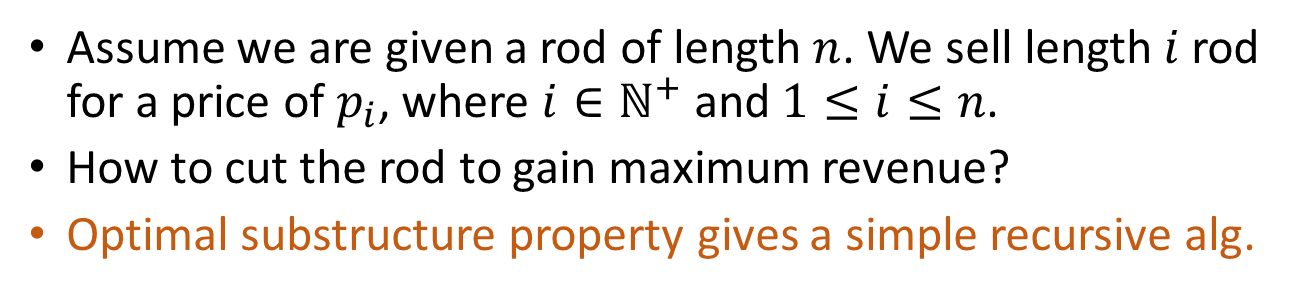 • Assume we are given a rod of length 𝑛. We sell length 𝑖 rod
for a price of 𝑝ᵢ, where 𝑖 ∈ ℕ⁺ and 1 ≤ 𝑖 ≤ 𝑛.
• How to cut the rod to gain maximum revenue?
• Optimal substructure property gives a simple recursive alg.